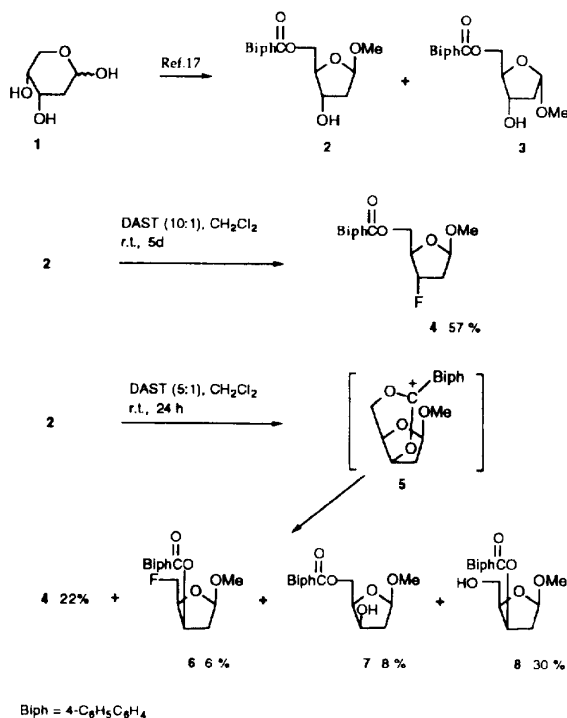 O
BiphCO
O
OMe
OH
2
+
O
BiphCO
O
OMe
HO
3
O
OH
HO
OH
1
Ref.17
2
DAST (10:1), CH₂Cl₂
r.t., 5d
O
BiphCO
O
OMe
F
4 57 %
2
DAST (5:1), CH₂Cl₂
r.t., 24 h
Biph
+
O
C
OMe
O
O
5
4 22%
+
O
BiphCO
F
O
OMe
6 6 %
+
O
BiphCO
O
OMe
OH
7 8 %
+
O
BiphCO
HO
O
OMe
8 30 %
Biph = 4-C₆H₅C₆H₄